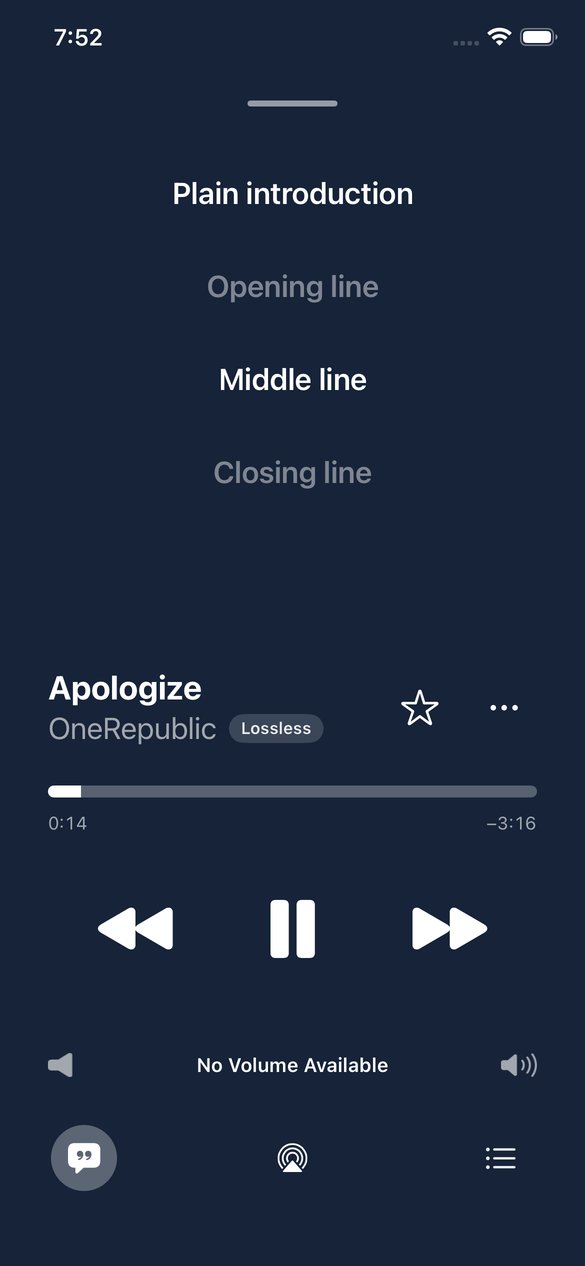 7:52
Plain introduction
Opening line
Middle line
Closing line
Apologize
OneRepublic Lossless
0:14 –3:16
No Volume Available